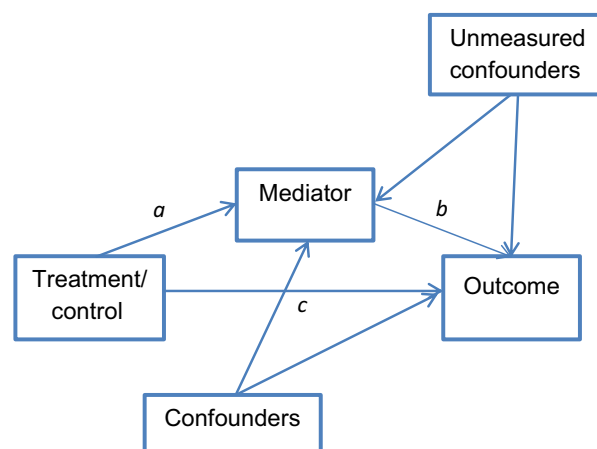 Unmeasured
confounders
Mediator
a
b
Treatment/
control
Outcome
c
Confounders